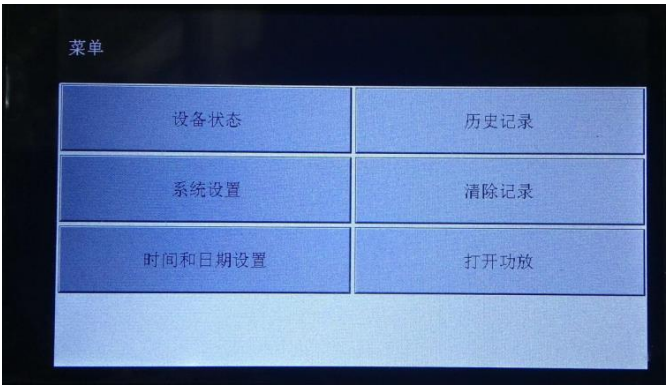 菜单
设备状态
历史记录
系统设置
清除记录
时间和日期设置
打开功放